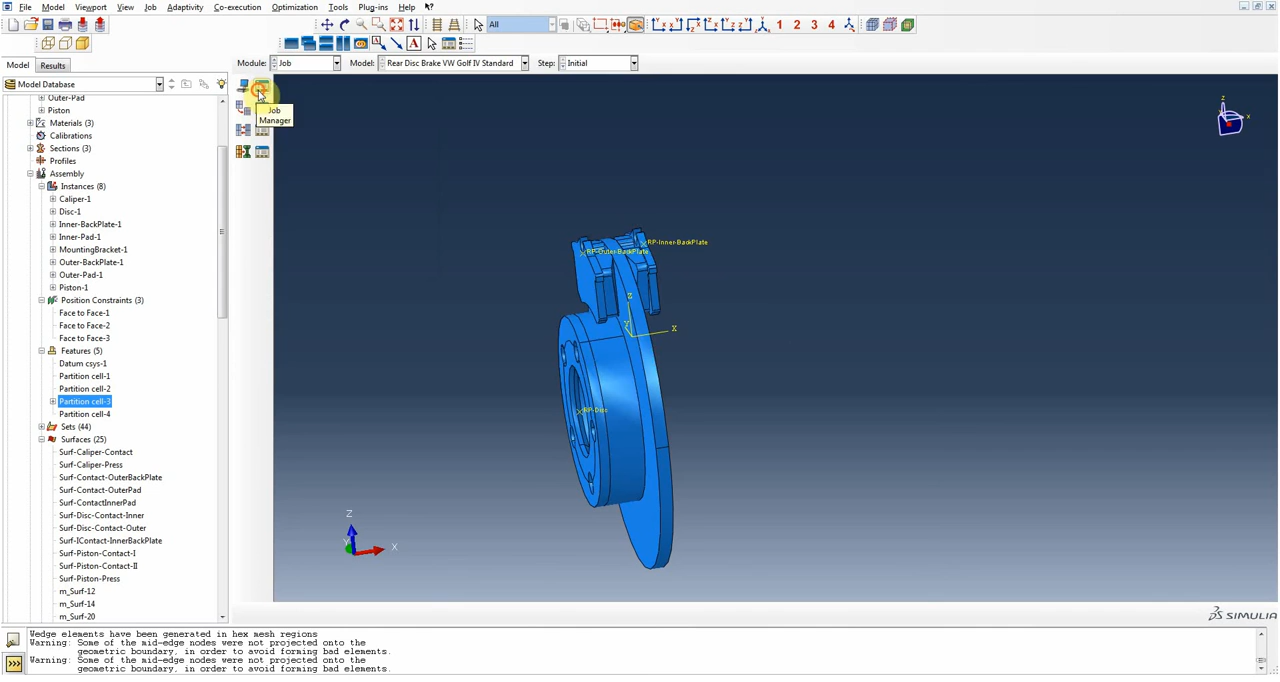 File Model Viewport View Job Adaptivity Co-execution Optimization Tools Plug-ins Help
All
1 2 3 4
A
Model Results
Module: Job Model: Rear Disc Brake VW Golf IV Standard Step: Initial
Model Database
Job Manager
Outer-Pad
Piston
Materials (3)
Calibrations
Sections (3)
Profiles
Assembly
Instances (8)
Caliper-1
Disc-1
Inner-BackPlate-1
Inner-Pad-1
MountingBracket-1
Outer-BackPlate-1
Outer-Pad-1
Piston-1
Position Constraints (3)
Face to Face-1
Face to Face-2
Face to Face-3
Features (5)
Datum csys-1
Partition cell-1
Partition cell-2
Partition cell-3
Partition cell-4
Sets (44)
Surfaces (25)
Surf-Caliper-Contact
Surf-Caliper-Press
Surf-Contact-OuterBackPlate
Surf-Contact-OuterPad
Surf-ContactInnerPad
Surf-Disc-Contact-Inner
Surf-Disc-Contact-Outer
Surf-IContact-InnerBackPlate
Surf-Piston-Contact-I
Surf-Piston-Contact-II
Surf-Piston-Press
m_Surf-12
m_Surf-14
m_Surf-20
Z
X
RP-Inner-BackPlate
RP-Outer-BackPlate
Z
Y
X
RP-Disc
Z
Y
X
SIMULIA
Wedge elements have been generated in hex mesh regions
Warning: Some of the mid-edge nodes were not projected onto the
geometric boundary, in order to avoid forming bad elements.
Warning: Some of the mid-edge nodes were not projected onto the
geometric boundary, in order to avoid forming bad elements.